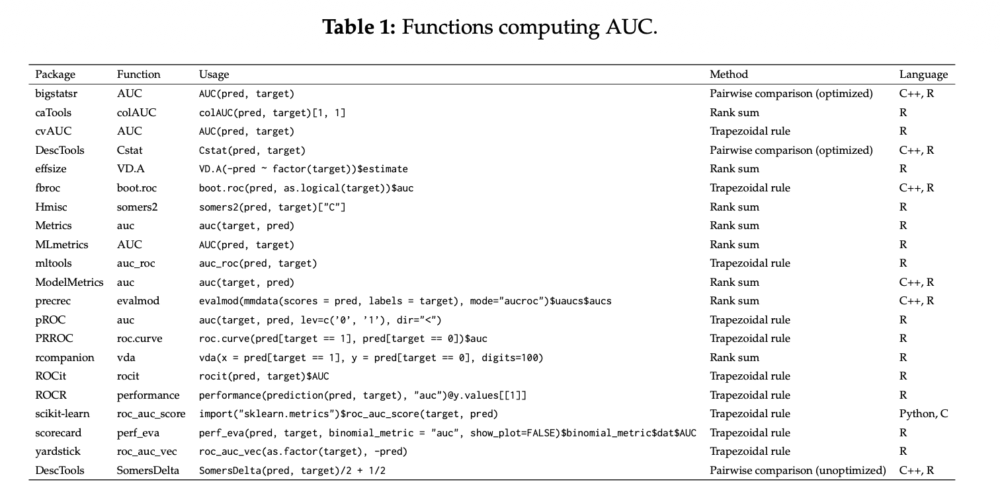 Table 1: Functions computing AUC.
Package Function Usage Method Language
bigstatsr AUC AUC(pred, target) Pairwise comparison (optimized) C++, R
caTools colAUC colAUC(pred, target)[1, 1] Rank sum R
cvAUC AUC AUC(pred, target) Trapezoidal rule R
DescTools Cstat Cstat(pred, target) Pairwise comparison (optimized) C++, R
effsize VD.A VD.A(-pred ~ factor(target))$estimate Rank sum R
fbroc boot.roc boot.roc(pred, as.logical(target))$auc Trapezoidal rule C++, R
Hmisc somers2 somers2(pred, target)["C"] Rank sum R
Metrics auc auc(target, pred) Rank sum R
MLmetrics AUC AUC(pred, target) Rank sum R
mltools auc_roc auc_roc(pred, target) Trapezoidal rule R
ModelMetrics auc auc(target, pred) Rank sum C++, R
precrec evalmod evalmod(mmdata(scores = pred, labels = target), mode="aucroc")$uaucs$aucs Rank sum C++, R
pROC auc auc(target, pred, lev=c(’0’, ’1’), dir="<") Trapezoidal rule R
PRROC roc.curve roc.curve(pred[target == 1], pred[target == 0])$auc Trapezoidal rule R
rcompanion vda vda(x = pred[target == 1], y = pred[target == 0], digits=100) Rank sum R
ROCit rocit rocit(pred, target)$AUC Trapezoidal rule R
ROCR performance performance(prediction(pred, target), "auc")@y.values[[1]] Trapezoidal rule R
scikit-learn roc_auc_score import("sklearn.metrics")$roc_auc_score(target, pred) Trapezoidal rule Python, C
scorecard perf_eva perf_eva(pred, target, binomial_metric = "auc", show_plot=FALSE)$binomial_metric$dat$AUC Trapezoidal rule R
yardstick roc_auc_vec roc_auc_vec(as.factor(target), -pred) Trapezoidal rule R
DescTools SomersDelta SomersDelta(pred, target)/2 + 1/2 Pairwise comparison (unoptimized) C++, R